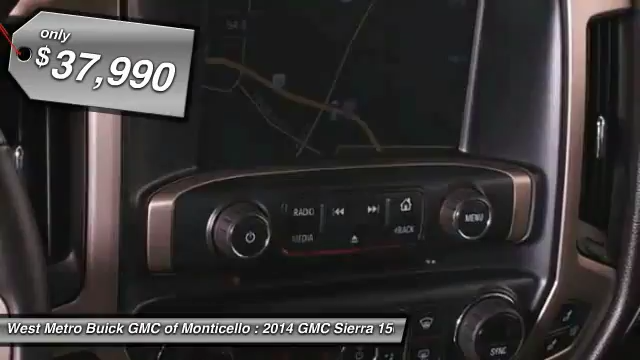 only
$37,990
RADIO
MEDIA
MENU
BACK
SYNC
West Metro Buick GMC of Monticello : 2014 GMC Sierra 15